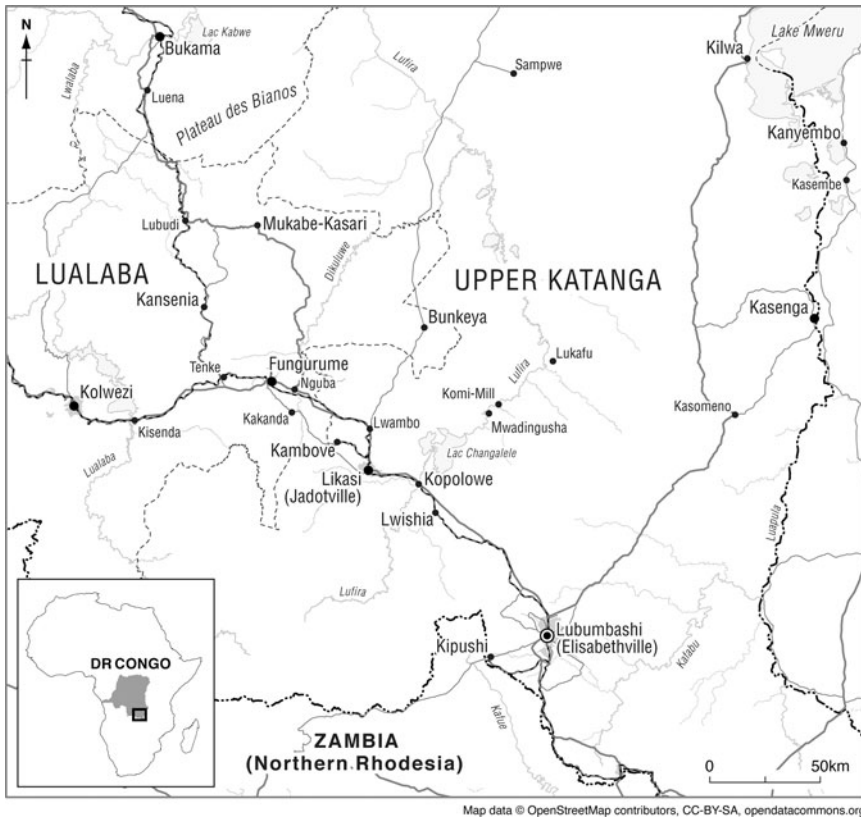 N
Bukama
Lac Kabwe
Lwalaba
Luena
Plateau des Bianos
Lufira
Sampwe
Kilwa
Lake Mweru
Kanyembo
Kasembe
Lubudi
Mukabe-Kasari
Dikuluwe
LUALABA
UPPER KATANGA
Kansenia
Bunkeya
Kasenga
Tenke
Fungurume
Nguba
Lukafu
Lufira
Kolwezi
Kisenda
Kakanda
Lwambo
Komi-Mill
Mwadingusha
Kasomeno
Kambove
Lac Changalele
Lualaba
Likasi
(Jadotville)
Kopolowe
Lwishia
Luapula
Lufira
DR CONGO
Kipushi
Lubumbashi
(Elisabethville)
Kafubu
Kafue
ZAMBIA
(Northern Rhodesia)
0 50km
Map data © OpenStreetMap contributors, CC-BY-SA, opendatacommons.org